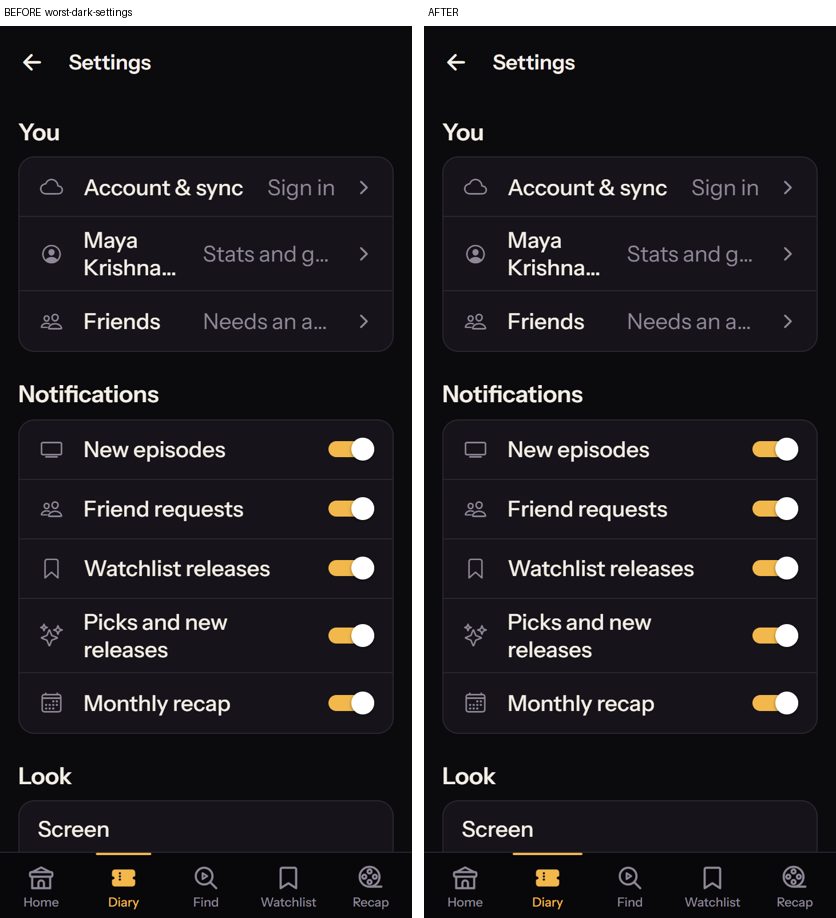 BEFORE worst-dark-settings
Settings
You
Account & sync Sign in
Maya
Krishna...
Stats and g...
Friends Needs an a...
Notifications
New episodes
Friend requests
Watchlist releases
Picks and new
releases
Monthly recap
Look
Screen
Home Diary Find Watchlist Recap
AFTER
Settings
You
Account & sync Sign in
Maya
Krishna...
Stats and g...
Friends Needs an a...
Notifications
New episodes
Friend requests
Watchlist releases
Picks and new
releases
Monthly recap
Look
Screen
Home Diary Find Watchlist Recap